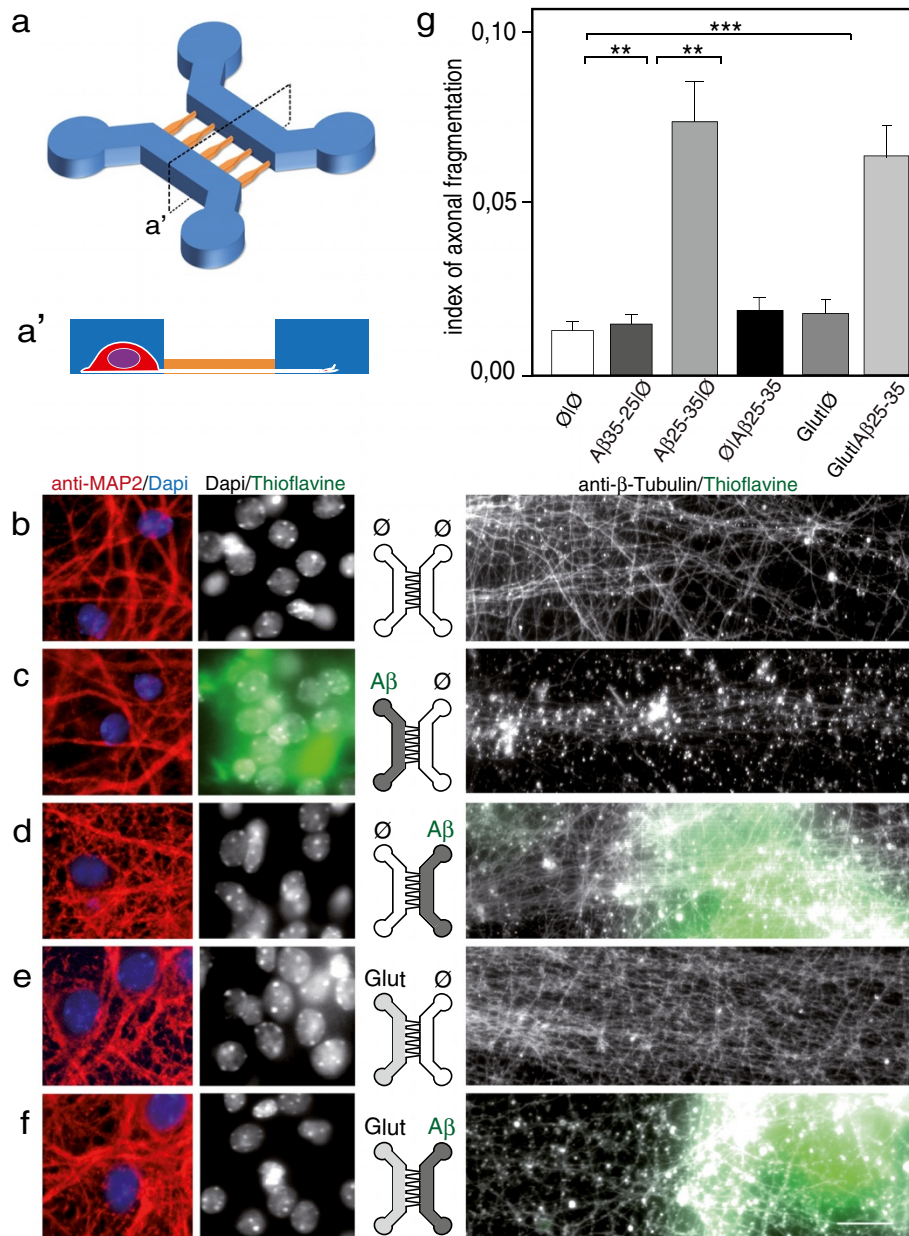 a
a'
a'
g
index of axonal fragmentation
0,10
0,05
0,00
***
** **
Ø|Ø
Aβ35-25|Ø
Aβ25-35|Ø
Ø|Aβ25-35
Glut|Ø
Glut|Aβ25-35
anti-MAP2/Dapi Dapi/Thioflavine anti-β-Tubulin/Thioflavine
b Ø Ø
c Aβ Ø
d Ø Aβ
e Glut Ø
f Glut Aβ